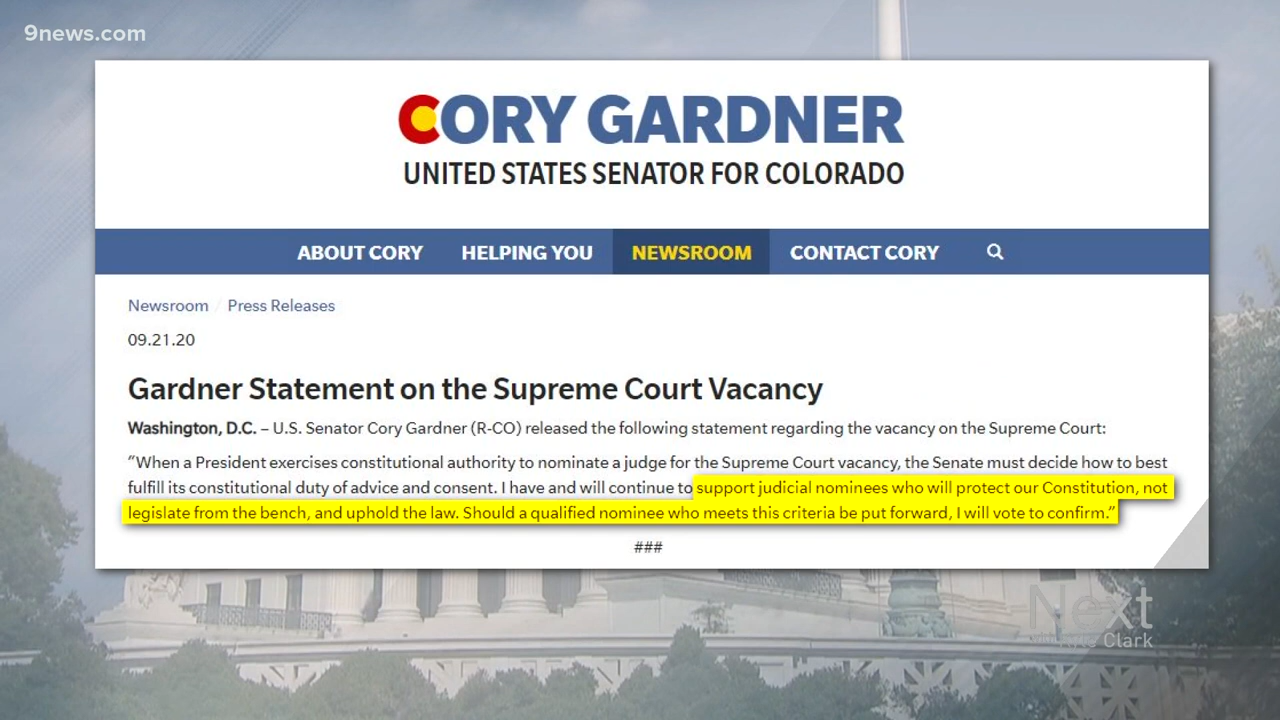 9news.com
CORY GARDNER
UNITED STATES SENATOR FOR COLORADO
ABOUT CORY HELPING YOU NEWSROOM CONTACT CORY
Newsroom / Press Releases
09.21.20
Gardner Statement on the Supreme Court Vacancy
Washington, D.C. – U.S. Senator Cory Gardner (R-CO) released the following statement regarding the vacancy on the Supreme Court:
“When a President exercises constitutional authority to nominate a judge for the Supreme Court vacancy, the Senate must decide how to best
fulfill its constitutional duty of advice and consent. I have and will continue to support judicial nominees who will protect our Constitution, not
legislate from the bench, and uphold the law. Should a qualified nominee who meets this criteria be put forward, I will vote to confirm.”
###
Next
Clark